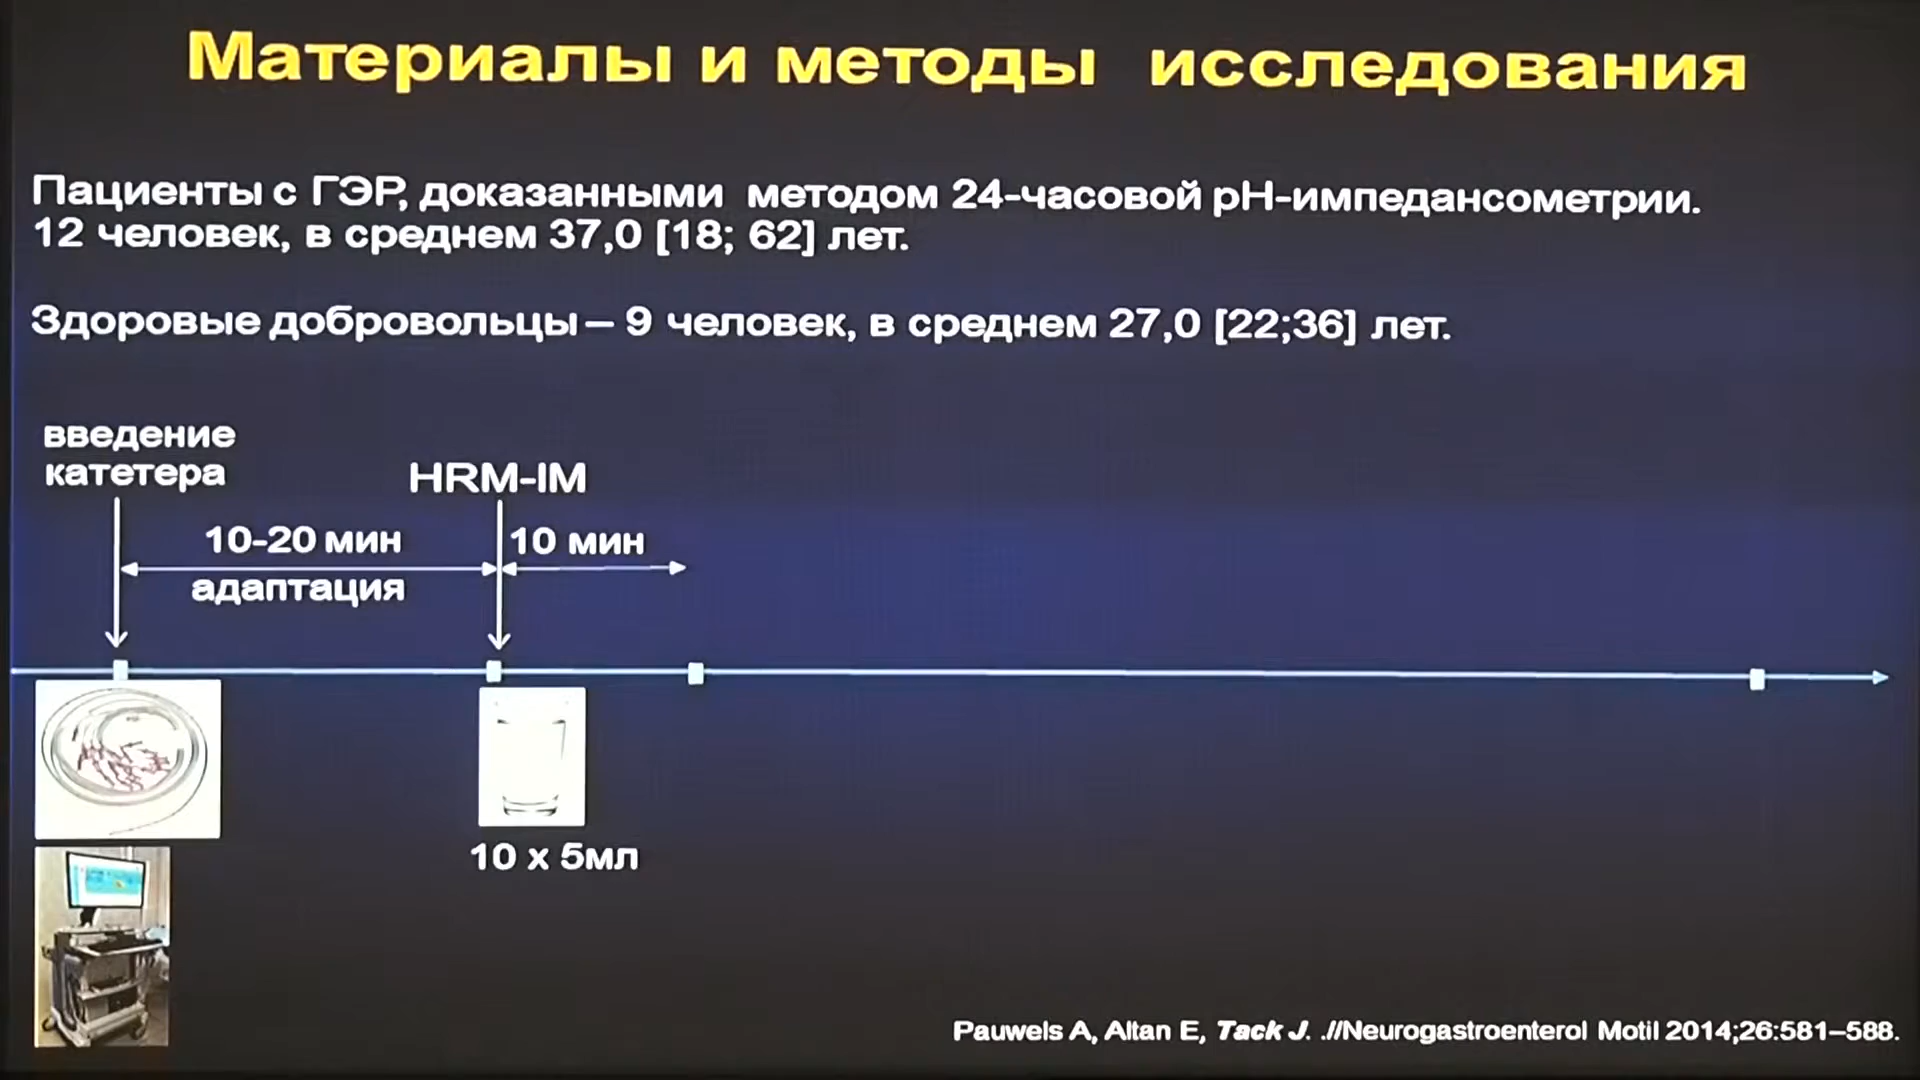 Материалы и методы исследования
Пациенты с ГЭР, доказанными методом 24-часовой рН-импедансометрии.
12 человек, в среднем 37,0 [18; 62] лет.
Здоровые добровольцы – 9 человек, в среднем 27,0 [22;36] лет.
введение
катетера
HRM-IM
10-20 мин
10 мин
адаптация
10 x 5мл
Pauwels A, Altan E, Tack J. .//Neurogastroenterol Motil 2014;26:581–588.